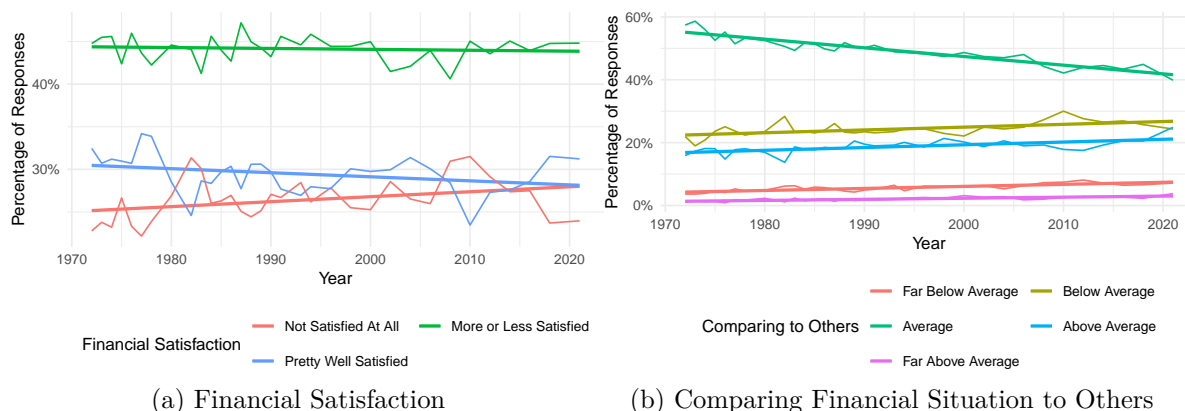 Percentage of Responses
40%
30%
1970 1980 1990 2000 2010 2020
Year
Financial Satisfaction
Not Satisfied At All
More or Less Satisfied
Pretty Well Satisfied
(a) Financial Satisfaction
Percentage of Responses
60%
40%
20%
0%
1970 1980 1990 2000 2010 2020
Year
Comparing to Others
Far Below Average
Below Average
Average
Above Average
Far Above Average
(b) Comparing Financial Situation to Others